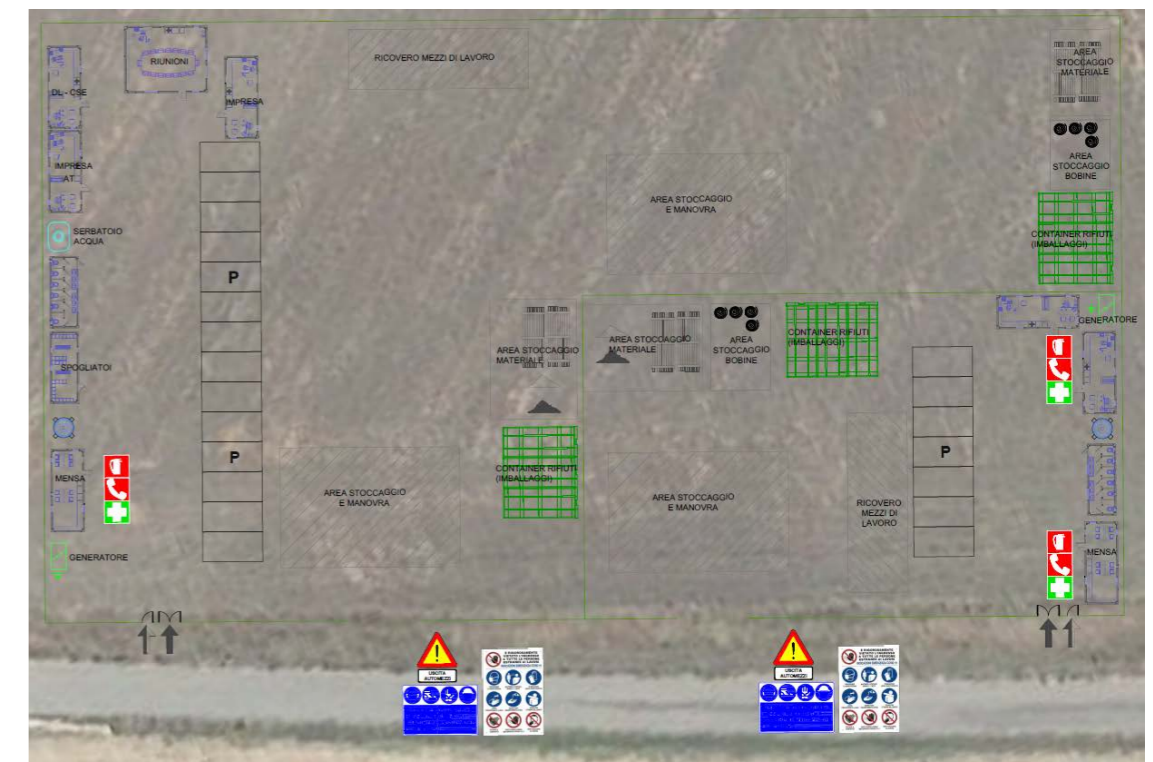 RIUNIONI
RICOVERO MEZZI DI LAVORO
AREA
STOCCAGGIO
MATERIALE
DL - CSE
IMPRESA
IMPRESA
AT
AREA
STOCCAGGIO
BOBINE
AREA STOCCAGGIO
E MANOVRA
SERBATOIO
ACQUA
CONTAINER RIFIUTI
(IMBALLAGGI)
P
GENERATORE
AREA STOCCAGGIO
MATERIALE
AREA STOCCAGGIO
MATERIALE
AREA
STOCCAGGIO
BOBINE
CONTAINER RIFIUTI
(IMBALLAGGI)
SPOGLIATOI
P
P
MENSA
CONTAINER RIFIUTI
(IMBALLAGGI)
AREA STOCCAGGIO
E MANOVRA
AREA STOCCAGGIO
E MANOVRA
RICOVERO
MEZZI DI
LAVORO
GENERATORE
MENSA
USCITA
AUTOMEZZI
USCITA
AUTOMEZZI